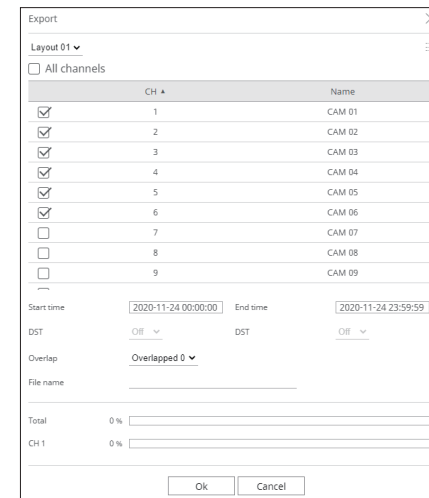 Export
Layout 01
All channels
CH ▲ Name
1 CAM 01
2 CAM 02
3 CAM 03
4 CAM 04
5 CAM 05
6 CAM 06
7 CAM 07
8 CAM 08
9 CAM 09
Start time 2020-11-24 00:00:00 End time 2020-11-24 23:59:59
DST Off DST Off
Overlap Overlapped 0
File name
Total 0 %
CH 1 0 %
Ok Cancel